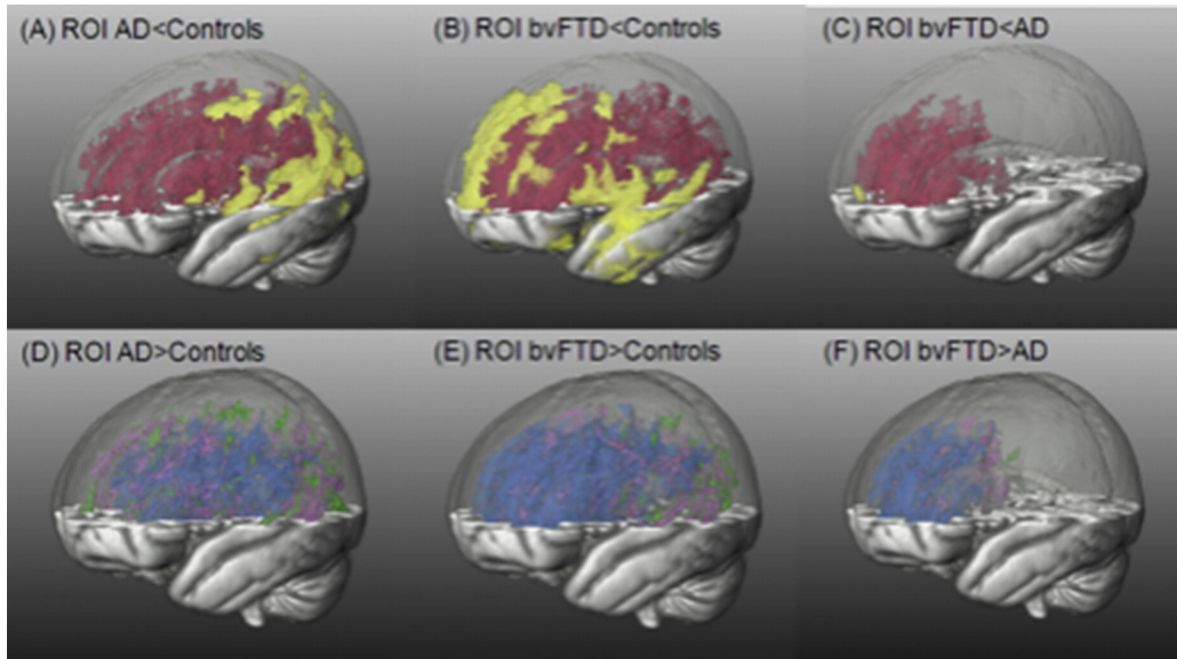 (A) ROI AD<Controls
(B) ROI bvFTD<Controls
(C) ROI bvFTD<AD
(D) ROI AD>Controls
(E) ROI bvFTD>Controls
(F) ROI bvFTD>AD